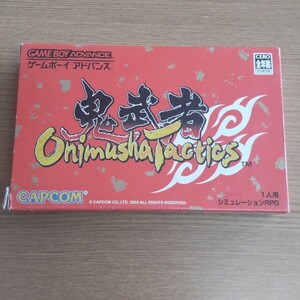 GAME BOY ADVANCE
ゲームボーイ アドバンス
CERO
全年齢
鬼武者
Onimusha Tactics™
CAPCOM
© CAPCOM CO., LTD. 2003 ALL RIGHTS RESERVED.
1人用
シミュレーションRPG